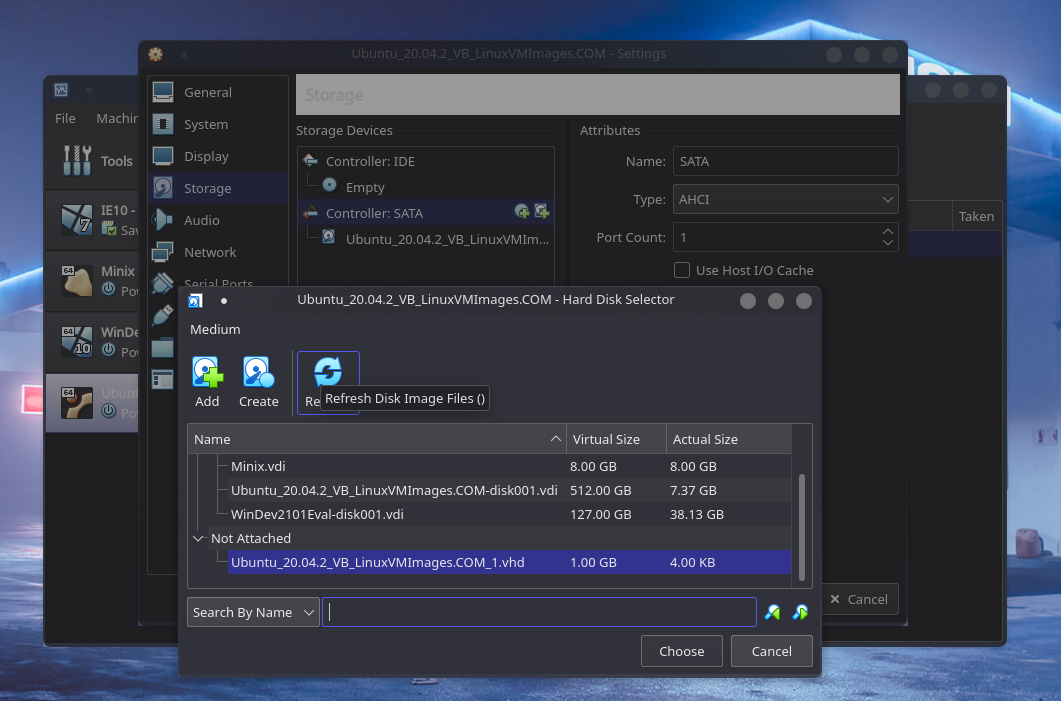 Ubuntu_20.04.2_VB_LinuxVMImages.COM - Settings
File Machin
Tools
IE10 -
7
Sav
64
Minix
Pow
64
WinDe
10
Pow
64
Ubunt
Pow
General
System
Display
Storage
Audio
Network
Serial Ports
Storage
Storage Devices
Controller: IDE
Empty
Controller: SATA
Ubuntu_20.04.2_VB_LinuxVMIm...
Attributes
Name: SATA
Type: AHCI
Port Count: 1
Use Host I/O Cache
Taken
Cancel
Ubuntu_20.04.2_VB_LinuxVMImages.COM - Hard Disk Selector
Medium
Add Create Re
Refresh Disk Image Files ()
Name Virtual Size Actual Size
Minix.vdi 8.00 GB 8.00 GB
Ubuntu_20.04.2_VB_LinuxVMImages.COM-disk001.vdi 512.00 GB 7.37 GB
WinDev2101Eval-disk001.vdi 127.00 GB 38.13 GB
Not Attached
Ubuntu_20.04.2_VB_LinuxVMImages.COM_1.vhd 1.00 GB 4.00 KB
Search By Name
Choose Cancel